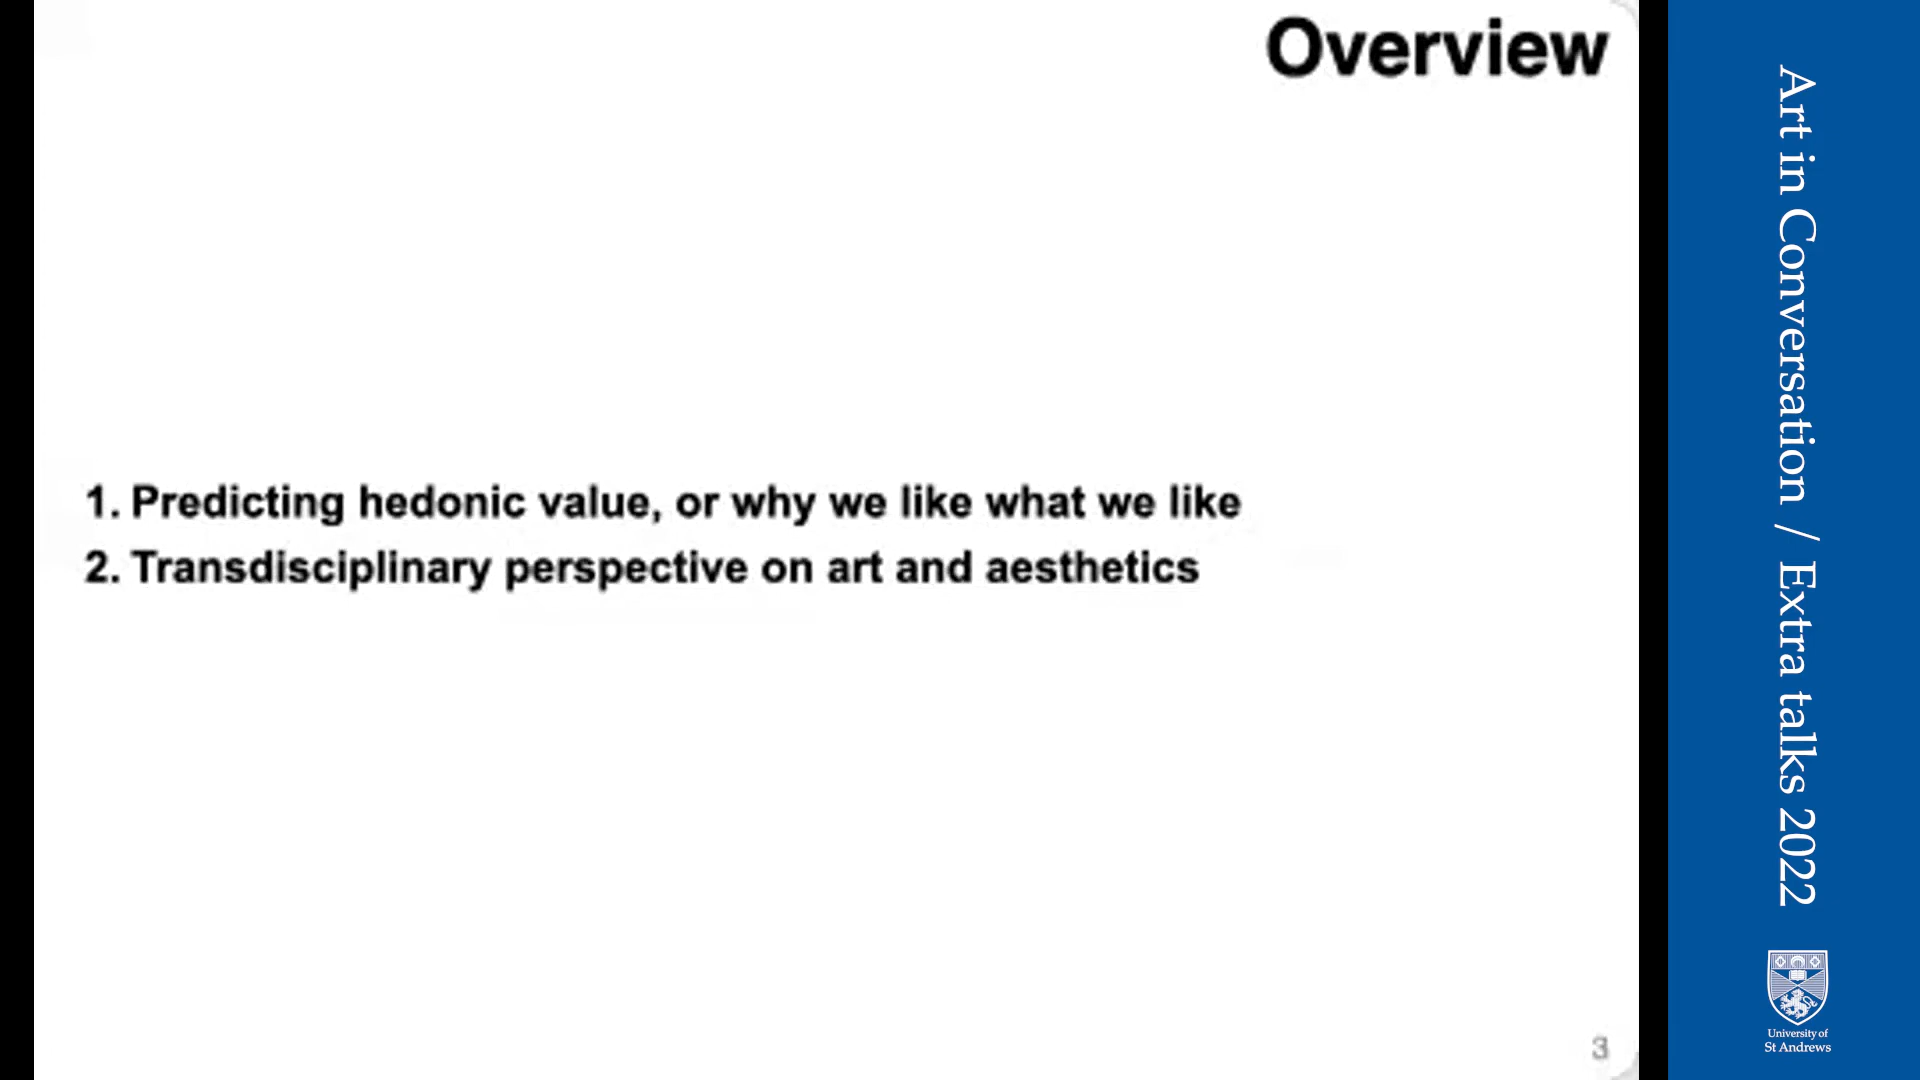 Overview
1. Predicting hedonic value, or why we like what we like
2. Transdisciplinary perspective on art and aesthetics
3
Art in Conversation / Extra talks 2022
University of
St Andrews